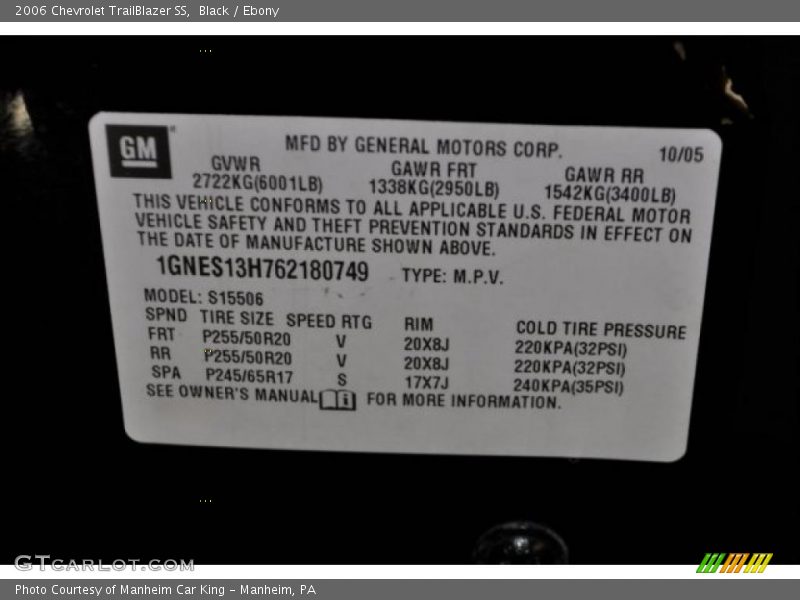 2006 Chevrolet TrailBlazer SS, Black / Ebony
GM
MFD BY GENERAL MOTORS CORP. 10/05
GVWR GAWR FRT GAWR RR
2722KG(6001LB) 1338KG(2950LB) 1542KG(3400LB)
THIS VEHICLE CONFORMS TO ALL APPLICABLE U.S. FEDERAL MOTOR
VEHICLE SAFETY AND THEFT PREVENTION STANDARDS IN EFFECT ON
THE DATE OF MANUFACTURE SHOWN ABOVE.
1GNES13H762180749 TYPE: M.P.V.
MODEL: S15506
SPND TIRE SIZE SPEED RTG RIM COLD TIRE PRESSURE
FRT P255/50R20 V 20X8J 220KPA(32PSI)
RR P255/50R20 V 20X8J 220KPA(32PSI)
SPA P245/65R17 S 17X7J 240KPA(35PSI)
SEE OWNER'S MANUAL FOR MORE INFORMATION.
GTCARLOT.COM
Photo Courtesy of Manheim Car King - Manheim, PA